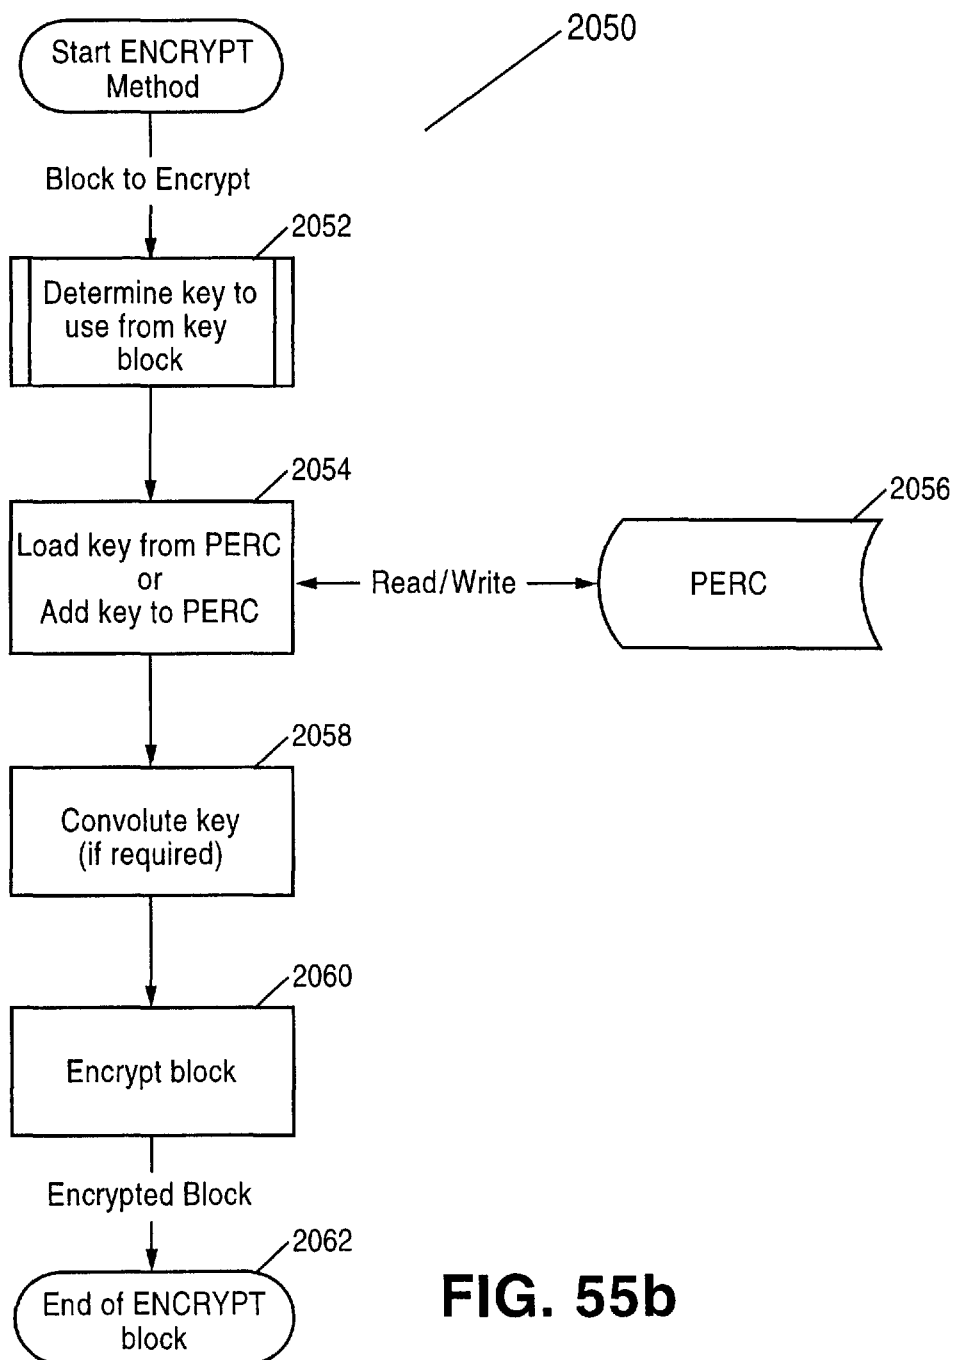 2050
Start ENCRYPT
Method
Block to Encrypt
2052
Determine key to
use from key
block
2054
Load key from PERC
or
Add key to PERC
Read/Write
2056
PERC
2058
Convolute key
(if required)
2060
Encrypt block
Encrypted Block
2062
End of ENCRYPT
block
FIG. 55b